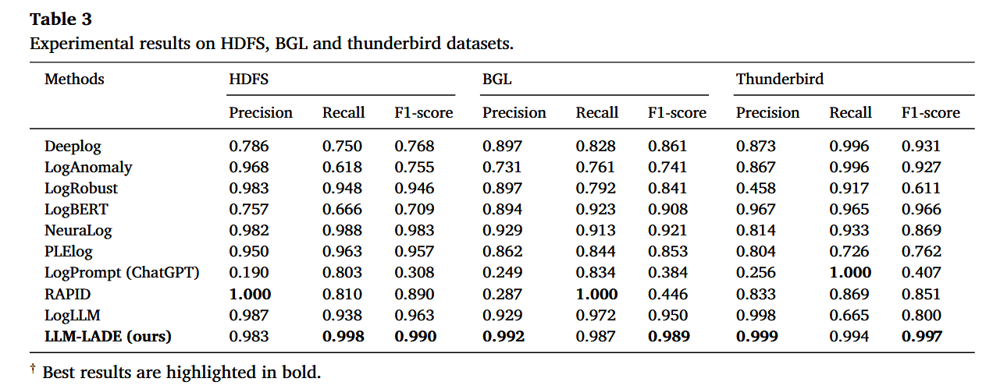 Table 3
Experimental results on HDFS, BGL and thunderbird datasets.
Methods HDFS BGL Thunderbird
Precision Recall F1-score Precision Recall F1-score Precision Recall F1-score
Deeplog 0.786 0.750 0.768 0.897 0.828 0.861 0.873 0.996 0.931
LogAnomaly 0.968 0.618 0.755 0.731 0.761 0.741 0.867 0.996 0.927
LogRobust 0.983 0.948 0.946 0.897 0.792 0.841 0.458 0.917 0.611
LogBERT 0.757 0.666 0.709 0.894 0.923 0.908 0.967 0.965 0.966
NeuraLog 0.982 0.988 0.983 0.929 0.913 0.921 0.814 0.933 0.869
PLElog 0.950 0.963 0.957 0.862 0.844 0.853 0.804 0.726 0.762
LogPrompt (ChatGPT) 0.190 0.803 0.308 0.249 0.834 0.384 0.256 1.000 0.407
RAPID 1.000 0.810 0.890 0.287 1.000 0.446 0.833 0.869 0.851
LogLLM 0.987 0.938 0.963 0.929 0.972 0.950 0.998 0.665 0.800
LLM-LADE (ours) 0.983 0.998 0.990 0.992 0.987 0.989 0.999 0.994 0.997
† Best results are highlighted in bold.